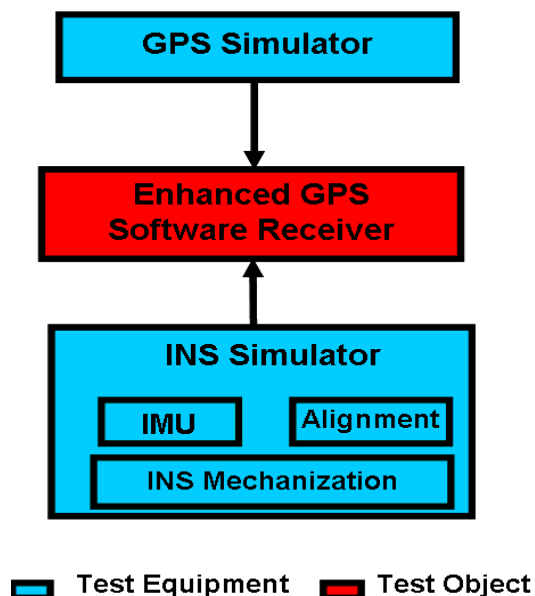 GPS Simulator
Enhanced GPS
Software Receiver
INS Simulator
IMU
Alignment
INS Mechanization
Test Equipment
Test Object